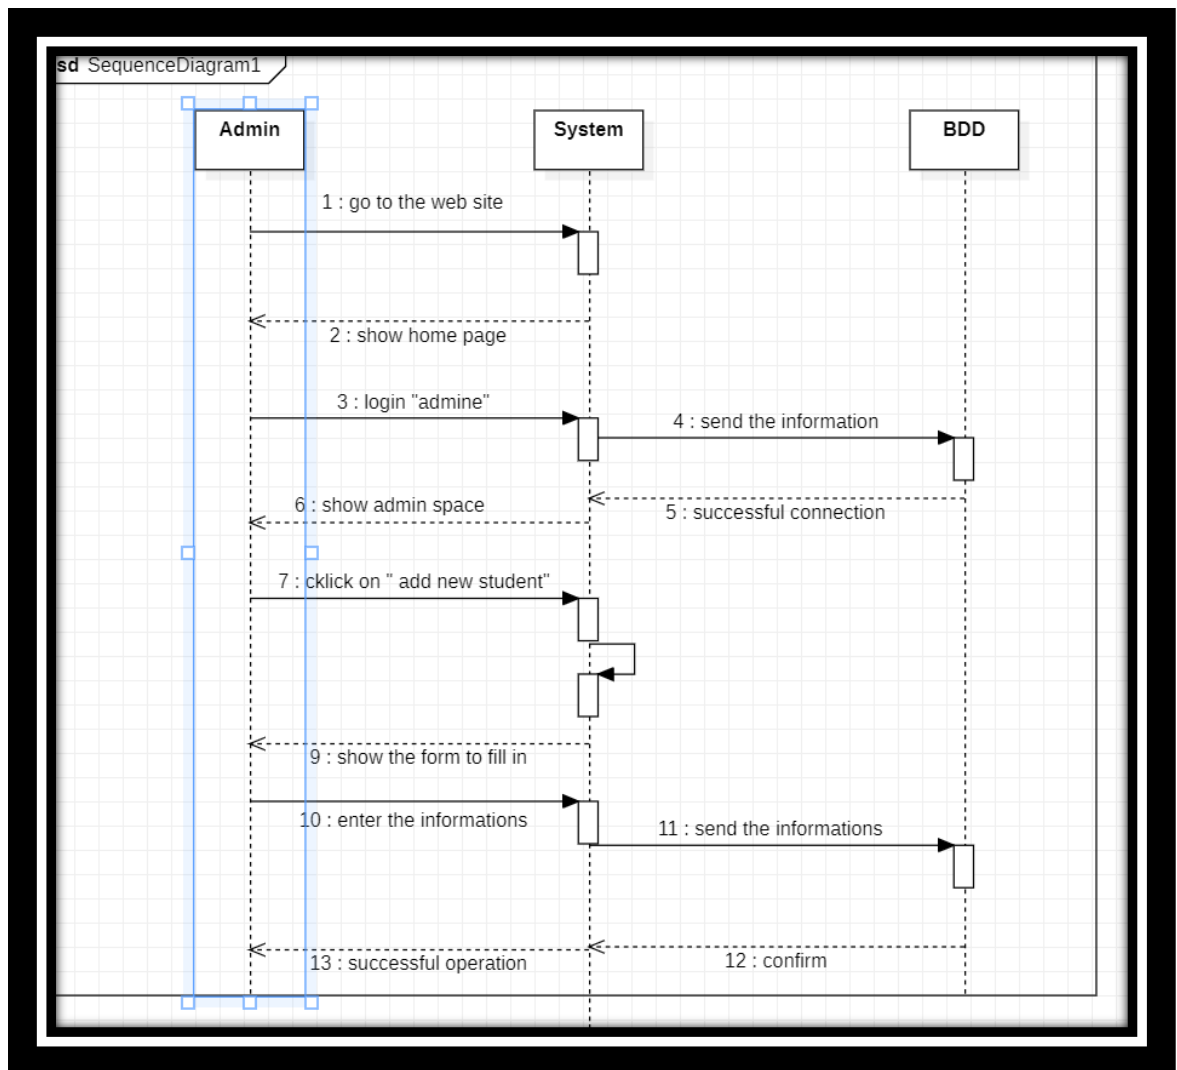 sd SequenceDiagram1
Admin
System
BDD
1 : go to the web site
2 : show home page
3 : login "admine"
4 : send the information
5 : successful connection
6 : show admin space
7 : cklick on " add new student"
9 : show the form to fill in
10 : enter the informations
11 : send the informations
12 : confirm
13 : successful operation